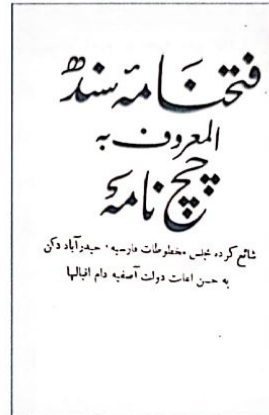 فتحنامۂ سندھ
المعروف بہ
چچ نامہ
شائع کردہ مجلس مخطوطات فارسیہ، حیدرآباد دکن
بہ حسن اعانت دولت آصفیہ دام اقبالہا